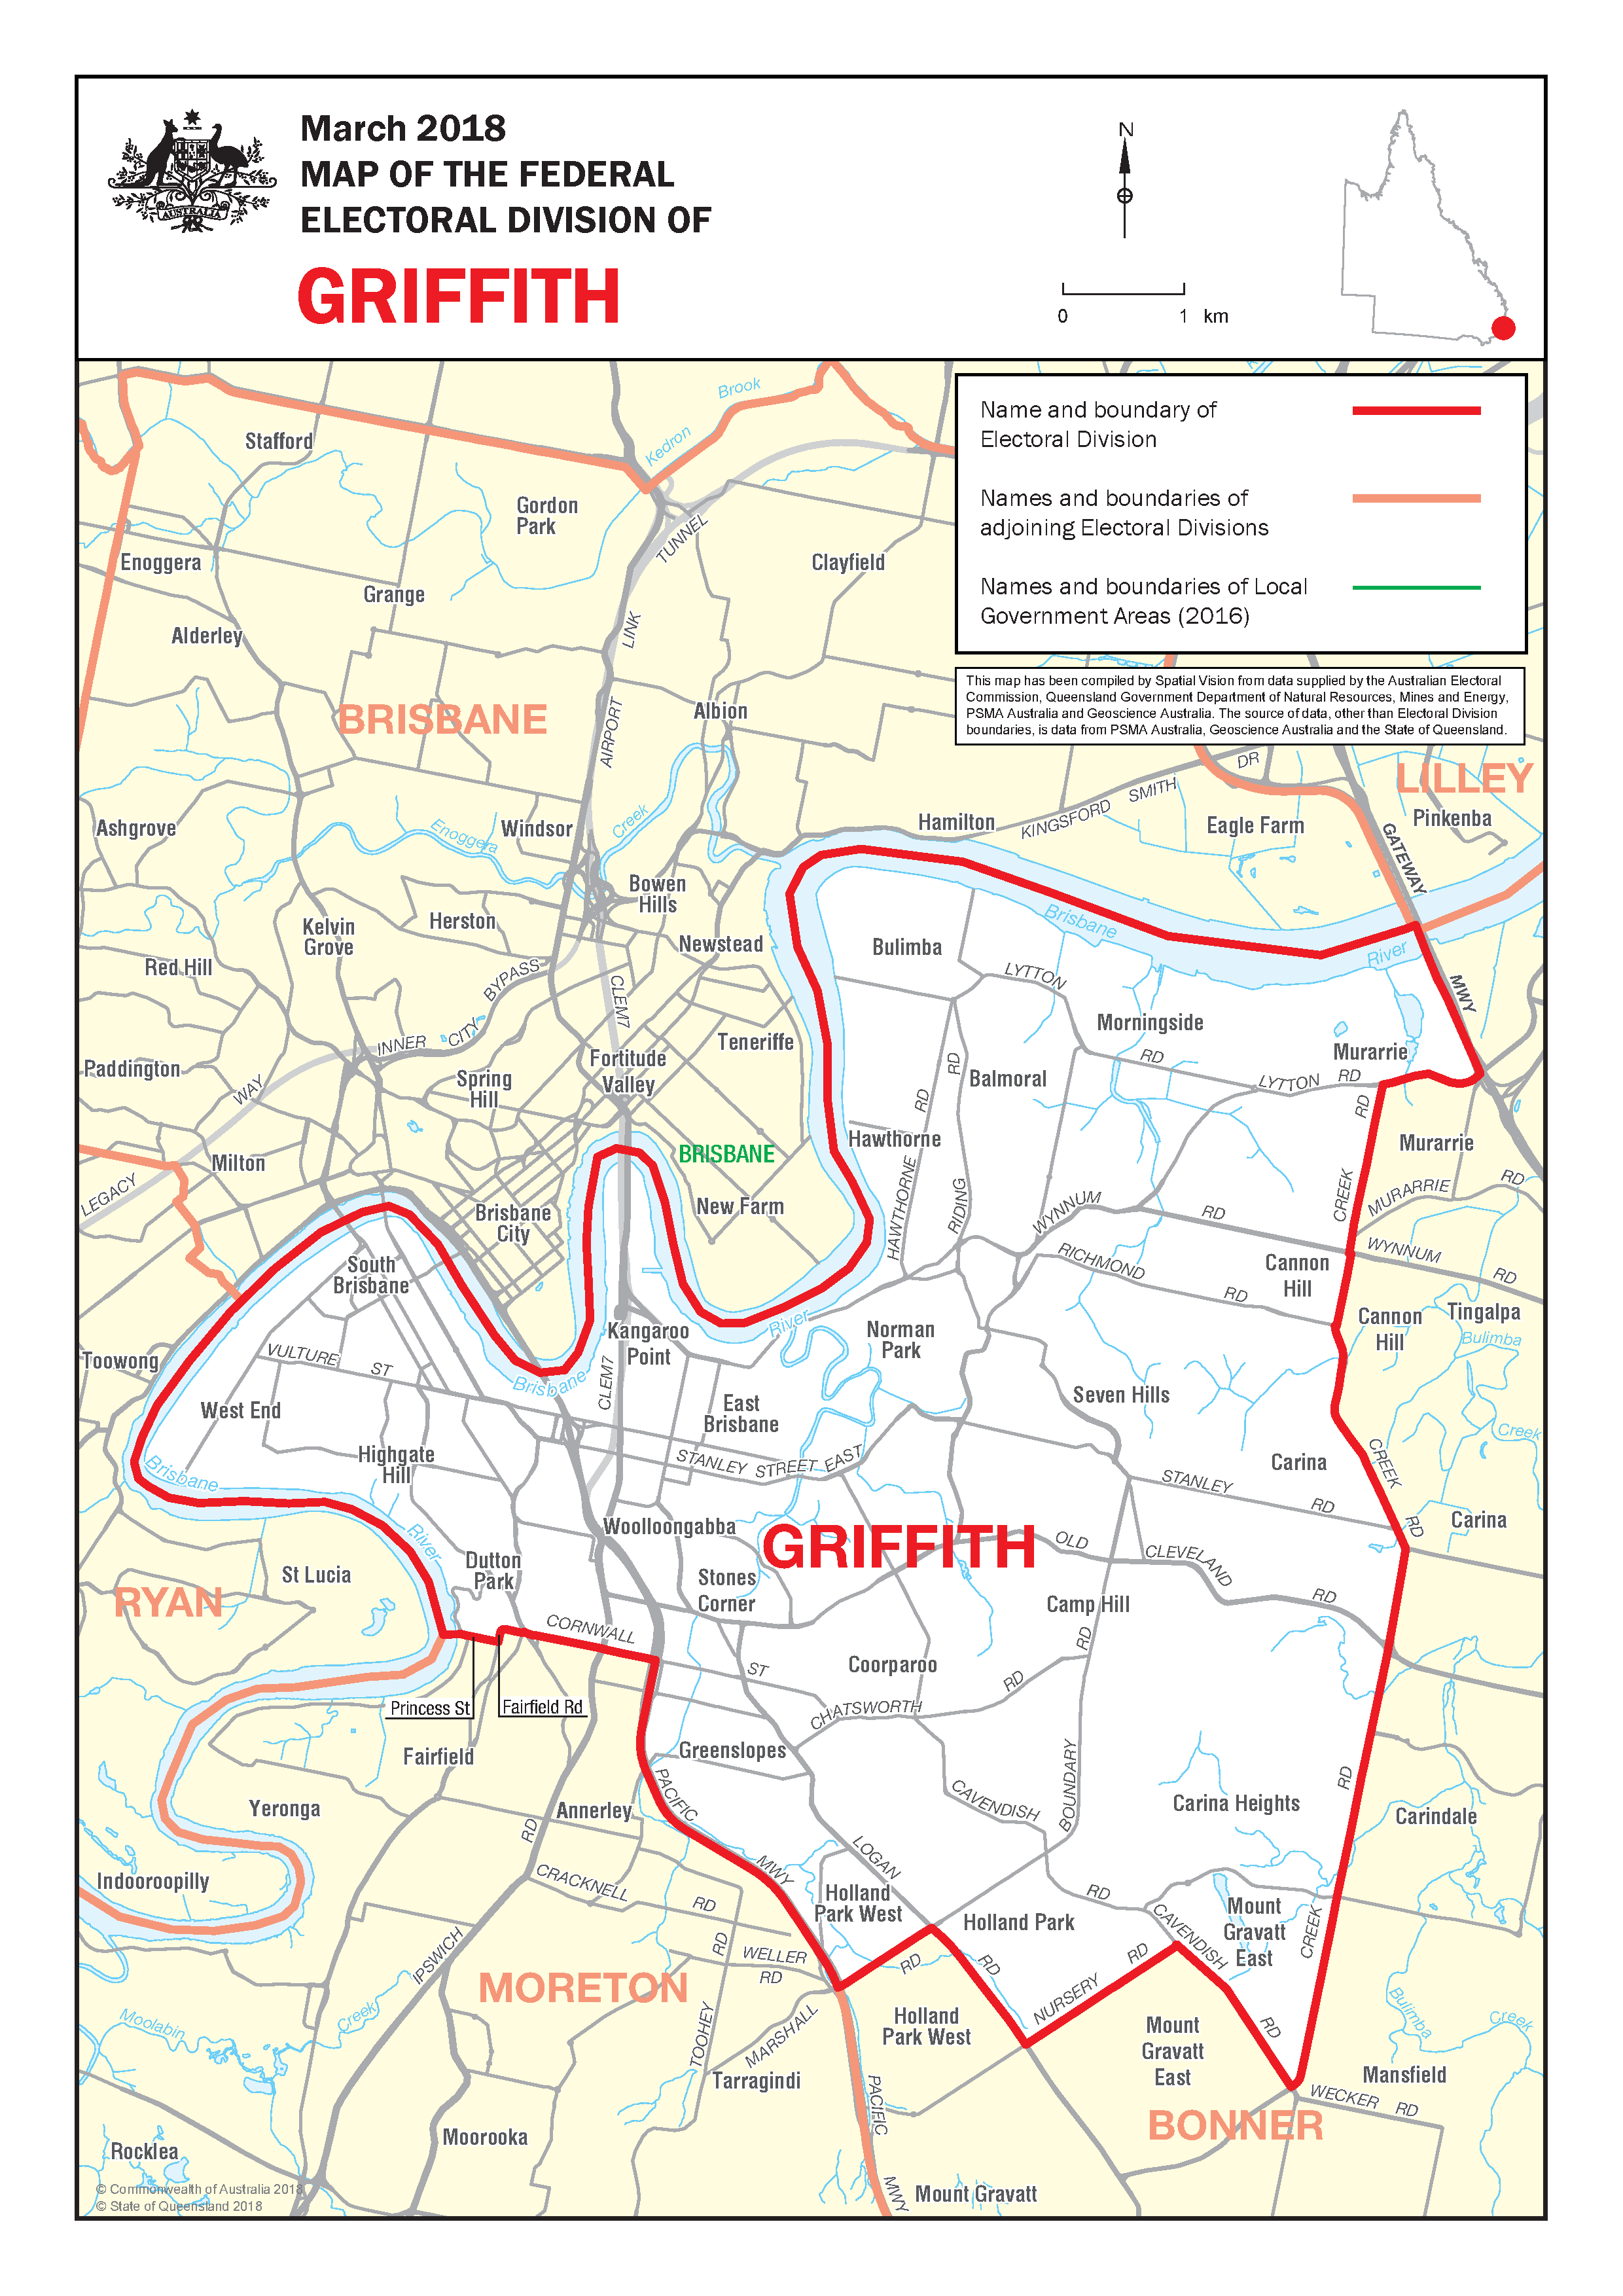 March 2018
MAP OF THE FEDERAL
ELECTORAL DIVISION OF
GRIFFITH
AUSTRALIA
N
0 1 km
Name and boundary of
Electoral Division
Names and boundaries of
adjoining Electoral Divisions
Names and boundaries of Local
Government Areas (2016)
This map has been compiled by Spatial Vision from data supplied by the Australian Electoral
Commission, Queensland Government Department of Natural Resources, Mines and Energy,
PSMA Australia and Geoscience Australia. The source of data, other than Electoral Division
boundaries, is data from PSMA Australia, Geoscience Australia and the State of Queensland.
Brook
Kedron
Stafford
Gordon
Park
TUNNEL
Enoggera
Clayfield
Grange
LINK
Alderley
BRISBANE
AIRPORT
Albion
DR
LILLEY
SMITH
KINGSFORD
Hamilton
Eagle Farm
Pinkenba
Ashgrove
Enoggera
Windsor
Creek
GATEWAY
Bowen
Hills
Herston
Kelvin
Grove
Newstead
Bulimba
Brisbane
River
Red Hill
BYPASS
CITY
INNER
CLEM7
LYTTON
MWY
Morningside
Teneriffe
Murarrie
RD
RD
LYTTON
RD
Fortitude
Valley
Paddington
WAY
Spring
Hill
RD
Balmoral
RD
RD
Hawthorne
Murarrie
BRISBANE
Milton
LEGACY
New Farm
HAWTHORNE
RIDING
WYNNUM
RD
CREEK
MURARRIE
RD
Brisbane
City
WYNNUM
RD
South
Brisbane
RICHMOND
RD
Cannon
Hill
Cannon
Hill
Tingalpa
Bulimba
Kangaroo
Point
River
Norman
Park
Toowong
VULTURE
ST
Brisbane
CLEM7
West End
East
Brisbane
Seven Hills
Creek
Highgate
Hill
STANLEY STREET EAST
Carina
CREEK
Brisbane
STANLEY
RD
RD
Carina
River
Woolloongabba
GRIFFITH
OLD
CLEVELAND
RD
Dutton
Park
St Lucia
RYAN
Stones
Corner
Camp Hill
CORNWALL
ST
Coorparoo
RD
RD
Princess St
Fairfield Rd
CHATSWORTH
Fairfield
Greenslopes
BOUNDARY
RD
PACIFIC
CAVENDISH
Yeronga
Annerley
RD
Carina Heights
Carindale
LOGAN
MWY
Indooroopilly
CRACKNELL
RD
Holland
Park West
RD
Holland Park
CAVENDISH
Mount
Gravatt
East
CREEK
RD
WELLER
RD
RD
RD
RD
IPSWICH
MORETON
NURSERY
Holland
Park West
Mount
Gravatt
East
RD
Bulimba
Creek
Moolabin
Creek
TOOHEY
MARSHALL
Tarragindi
PACIFIC
Mansfield
WECKER
RD
BONNER
Moorooka
Rocklea
MWY
Mount Gravatt
© Commonwealth of Australia 2018
© State of Queensland 2018